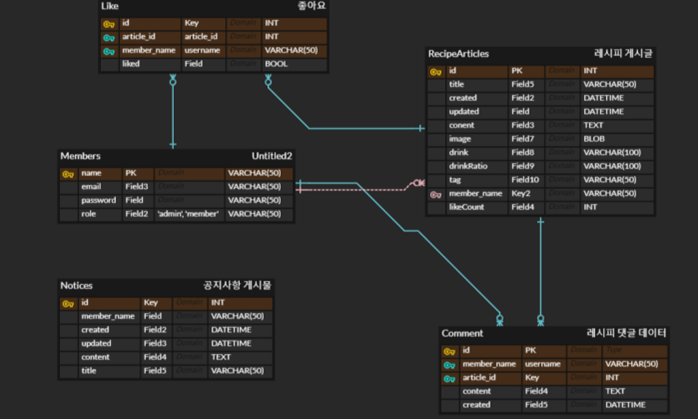 Like 좋아요
id Key Domain INT
article_id article_id Domain INT
member_name username Domain VARCHAR(50)
liked Field Domain BOOL
RecipeArticles 레시피 게시글
id PK Domain INT
title Field5 Domain VARCHAR(50)
created Field2 Domain DATETIME
updated Field Domain DATETIME
conent Field3 Domain TEXT
image Field7 Domain BLOB
drink Field8 Domain VARCHAR(100)
drinkRatio Field9 Domain VARCHAR(100)
tag Field10 Domain VARCHAR(50)
member_name Key2 Domain VARCHAR(50)
likeCount Field4 Domain INT
Members Untitled2
name PK Domain VARCHAR(50)
email Field3 Domain VARCHAR(50)
password Field Domain VARCHAR(50)
role Field2 'admin','member' VARCHAR(50)
Notices 공지사항 게시물
id Key Domain INT
member_name Field Domain VARCHAR(50)
created Field2 Domain DATETIME
updated Field3 Domain DATETIME
content Field4 Domain TEXT
title Field5 Domain VARCHAR(50)
Comment 레시피 댓글 데이터
id PK Domain Type
member_name username Domain VARCHAR(50)
article_id Key Domain INT
content Field4 Domain TEXT
created Field5 Domain DATETIME